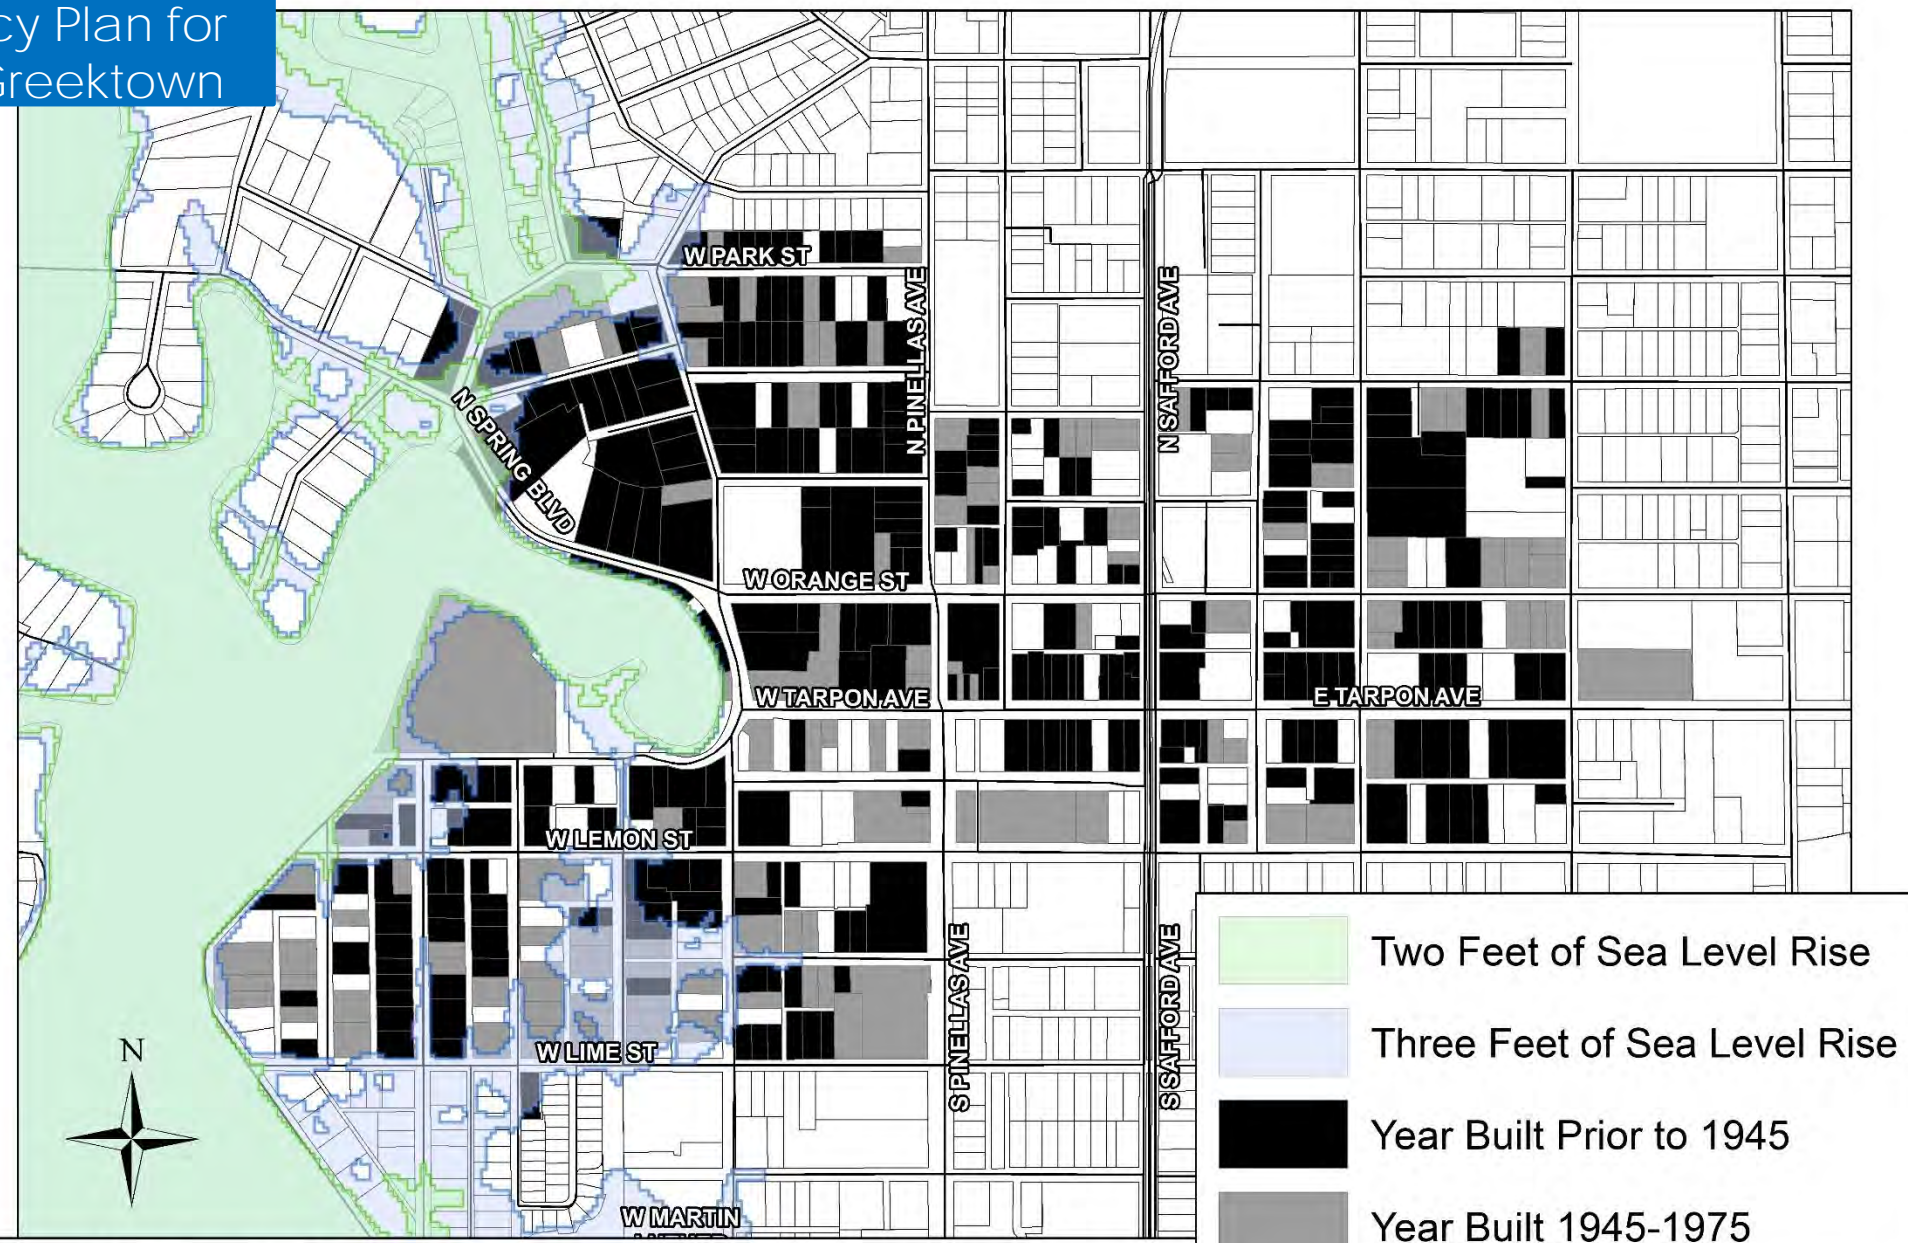 cy Plan for
Greektown
W PARK ST
N PINELLAS AVE
N SAFFORD AVE
N SPRING BLVD
W ORANGE ST
W TARPON AVE
E TARPON AVE
W LEMON ST
S PINELLAS AVE
S SAFFORD AVE
W LIME ST
W MARTIN
N
Two Feet of Sea Level Rise
Three Feet of Sea Level Rise
Year Built Prior to 1945
Year Built 1945-1975